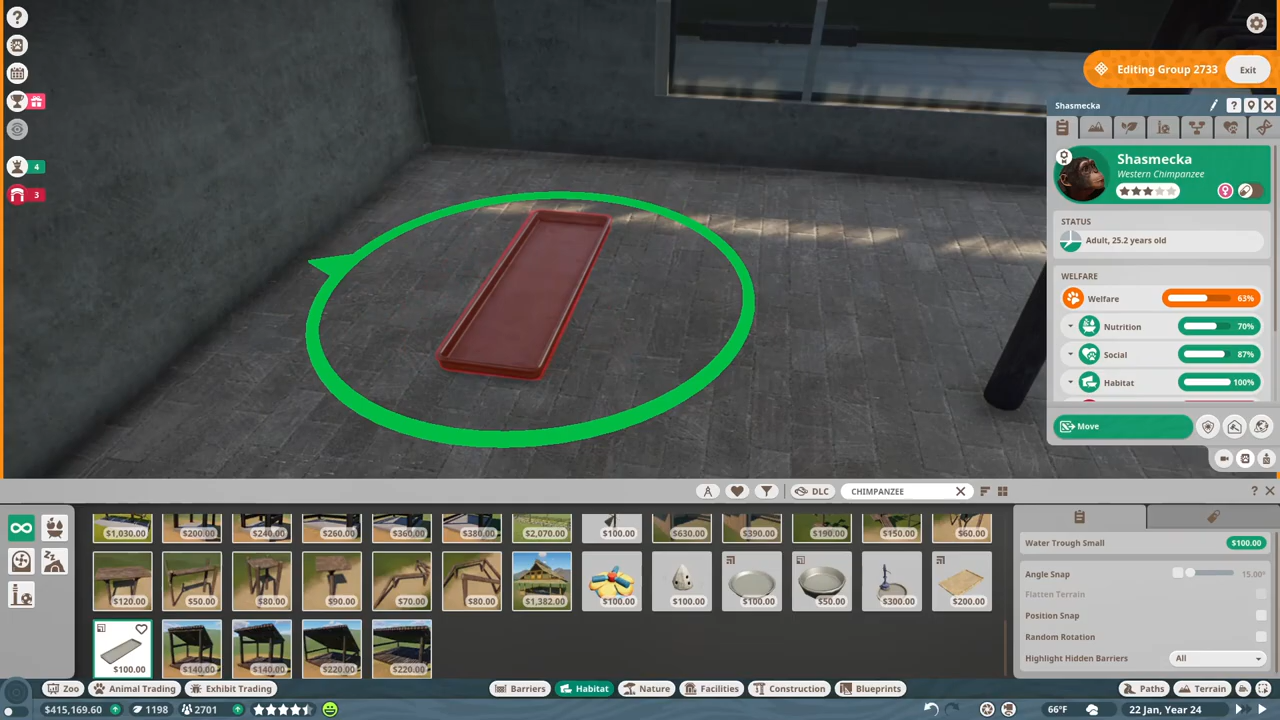 ?
Editing Group 2733
Exit
4
3
Shasmecka
?
Shasmecka
Western Chimpanzee
STATUS
Adult, 25.2 years old
WELFARE
Welfare
63%
Nutrition
70%
Social
87%
Habitat
100%
Move
DLC
CHIMPANZEE
?
$1,030.00
$200.00
$240.00
$260.00
$360.00
$380.00
$2,070.00
$100.00
$630.00
$390.00
$190.00
$150.00
$60.00
$120.00
$50.00
$80.00
$90.00
$70.00
$80.00
$1,382.00
$100.00
$100.00
$100.00
$50.00
$300.00
$200.00
$100.00
$140.00
$140.00
$220.00
$220.00
Water Trough Small
$100.00
Angle Snap
15.00°
Flatten Terrain
Position Snap
Random Rotation
Highlight Hidden Barriers
All
Zoo
Animal Trading
Exhibit Trading
Barriers
Habitat
Nature
Facilities
Construction
Blueprints
Paths
Terrain
$415,169.60
1198
2701
66°F
22 Jan, Year 24